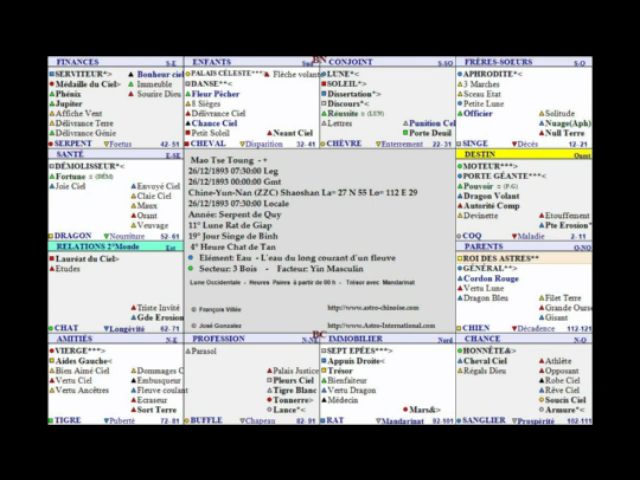 FINANCES S-E
SERVITEUR*> Bonheur ciel
Médaille du Ciel> Immeuble
Phénix Sourire Dieu
Jupiter
Affiche Vent
Délivrance Terre
Délivrance Génie
SERPENT Foetus 42-51
ENFANTS
PALAIS CÉLESTE***> Flèche volante
DANSE**<
Fleur Pêcher
8 Sièges
Délivrance Ciel
Chance Ciel
Petit Soleil Neant Ciel
CHEVAL Disparition 32-41
BN
CONJOINT S-SO
LUNE*<
SOLEIL*>
Dissertation*>
Discours*<
Réussite = (LUN)
Lettres Punition Ciel
Porte Deuil
CHÈVRE Enterrement 22-31
FRÈRES-SOEURS S-O
APHRODITE*<
3 Marches
Sceau Etat
Petite Lune
Officier Solitude
Nuage(Aph)
Null Terre
SINGE Décès 12-21
SANTÉ E-SE
DÉMOLISSEUR*<
Fortune = (DÉM)
Joie Ciel Envoyé Ciel
Claie Ciel
Maux
Orant
Veuvage
DRAGON Nourriture 52-61
Mao Tse Toung - +
26/12/1893 07:30:00 Leg
26/12/1893 00:00:00 Gmt
Chine-Yun-Nan (ZZC) Shaoshan La= 27 N 55 Lo= 112 E 29
26/12/1893 07:30:00 Locale
Année: Serpent de Quy
11° Lune Rat de Giap
19° Jour Singe de Binh
4° Heure Chat de Tan
Elément: Eau - L'eau du long courant d'un fleuve
Secteur: 3 Bois - Facteur: Yin Masculin
Lune Occidentale - Heures Paires à partir de 00 h - Trésor avec Mandarinat
© François Villée http://www.astro-chinoise.com
© José Gonzalez http://www.Astro-International.com
BC
DESTIN Ouest
MOTEUR***>
PORTE GÉANTE***<
Pouvoir = (P.G)
Dragon Volant
Autorité Comp
Devinette Etouffement
Pte Erosion
COQ Maladie 2-11
RELATIONS 2°Monde Est
Lauréat du Ciel>
Etudes
Triste Invité
Gde Erosion
CHAT Longévité 62-71
PARENTS O-NO
ROI DES ASTRES**
GÉNÉRAL**>
Cordon Rouge
Vertu Lune
Dragon Bleu Filet Terre
Grande Ourse
Gisant
CHIEN Décadence 112-121
AMITIÉS N-E
VIERGE***>
Aides Gauche<
Bien Aimé Ciel Dommages C
Vertu Ciel Embusqueur
Vertu Ancêtres Fleuve coulant
Ecraseur
Sort Terre
TIGRE Puberté 72-81
PROFESSION
Parasol
Palais Justice
Pleurs Ciel
Tigre Blanc
Tonnerre>
Lance*<
BUFFLE Chapeau 82-91
IMMOBILIER Nord
SEPT EPÉES***>
Appuis Droite<
Trésor
Bienfaiteur
Vertu Dragon
Médecin
Mars&>
RAT Mandarinat 92-101
CHANCE N-O
HONNÊTE&>
Cheval Ciel Athlète
Régals Dieu Opposant
Robe Ciel
Rêve Ciel
Soucis Ciel
Armure*<
SANGLIER Prospérité 102-111